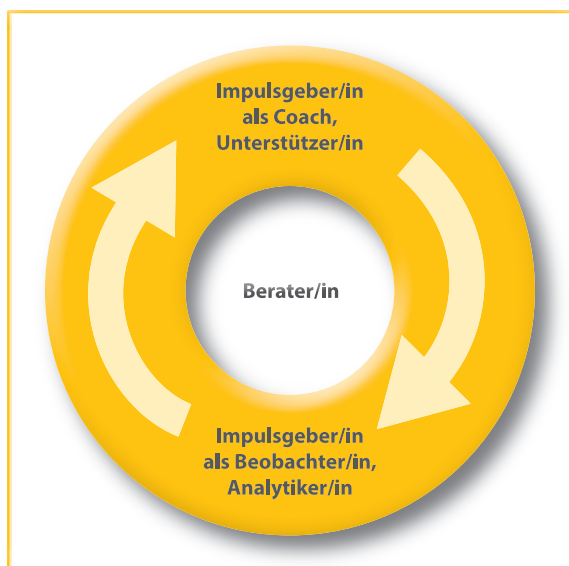 Impulsgeber/in
als Coach,
Unterstützer/in
Berater/in
Impulsgeber/in
als Beobachter/in,
Analytiker/in